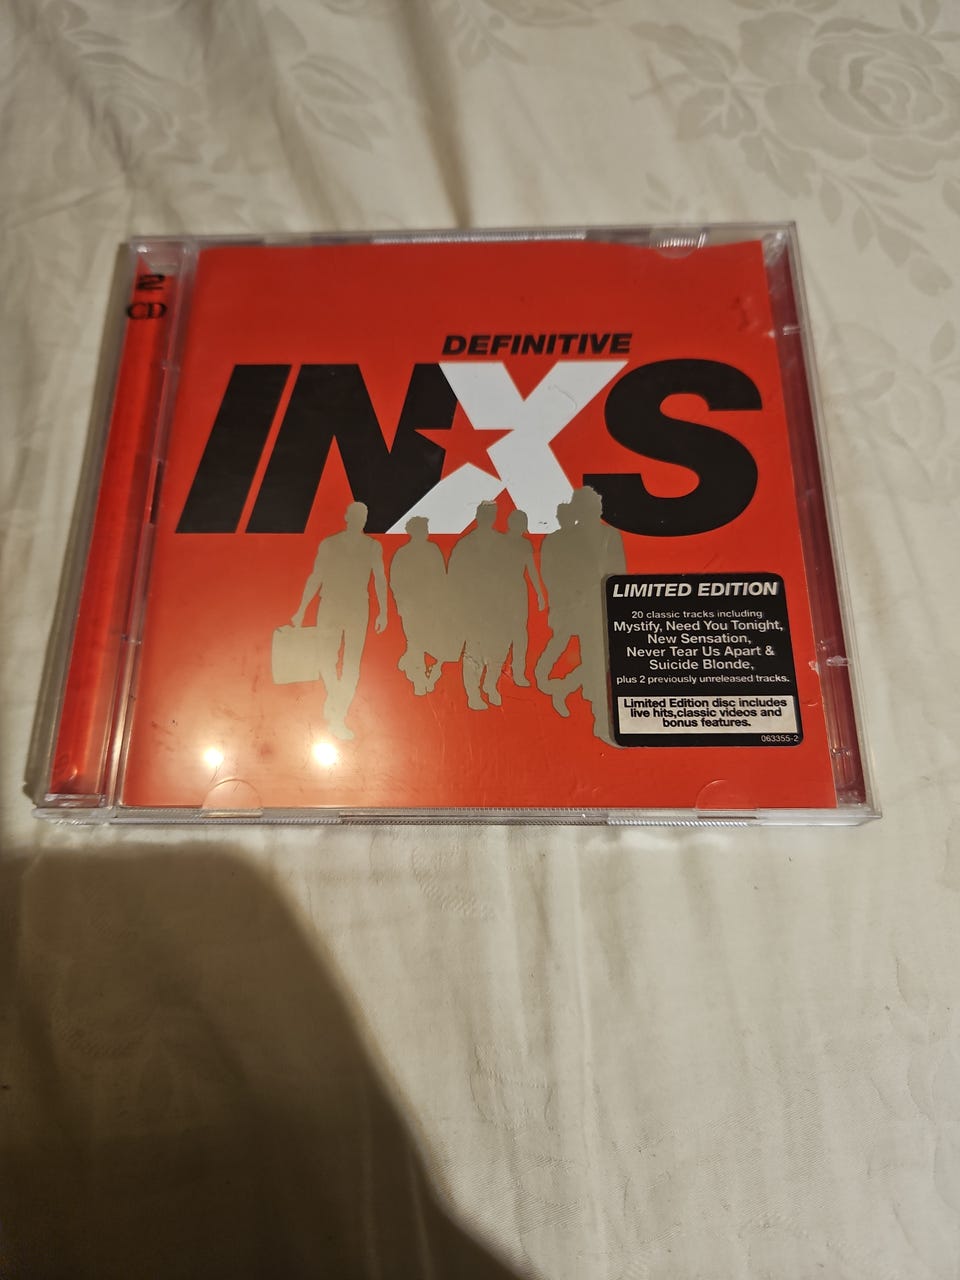 2
CD
DEFINITIVE
INXS
LIMITED EDITION
20 classic tracks including
Mystify, Need You Tonight,
New Sensation,
Never Tear Us Apart &
Suicide Blonde,
plus 2 previously unreleased tracks.
Limited Edition disc includes
live hits,classic videos and
bonus features.
063355-2